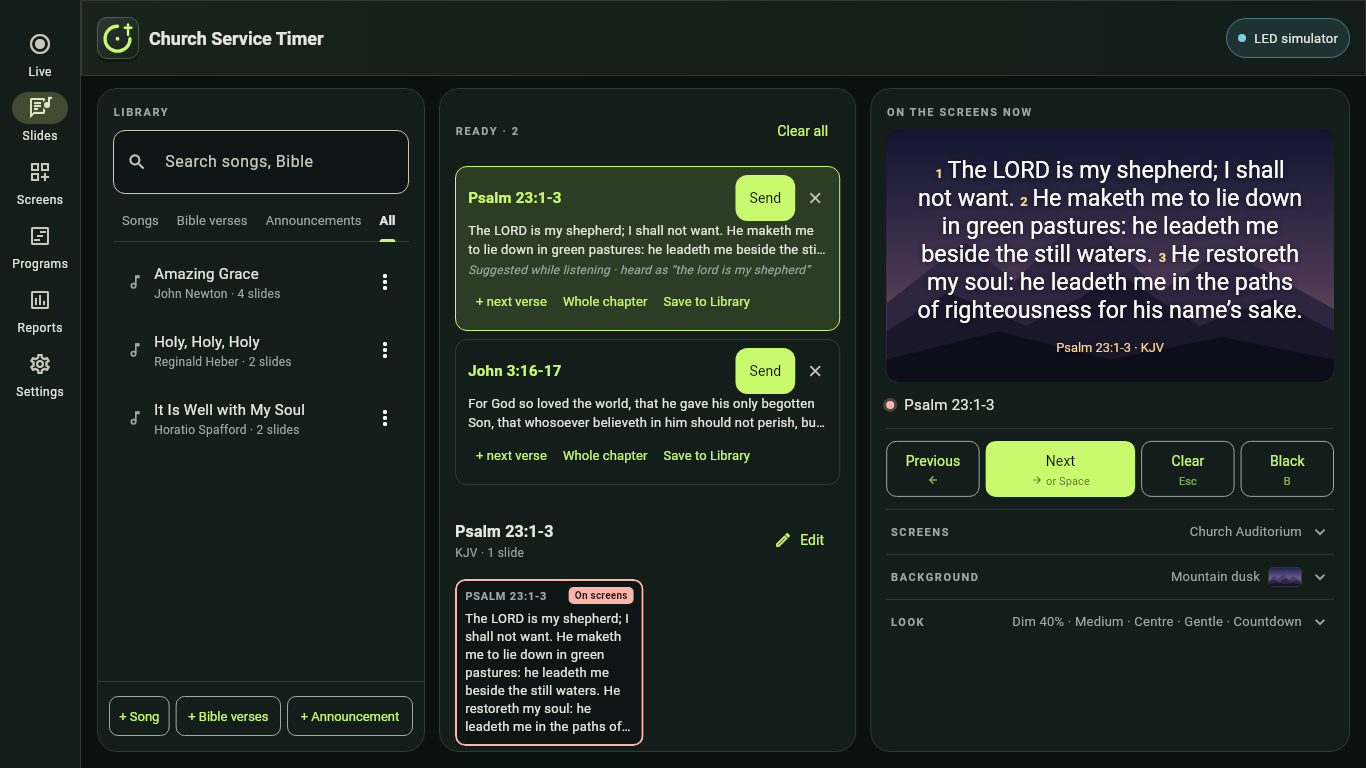 Church Service Timer
LED simulator
Live
Slides
Screens
Programs
Reports
Settings
LIBRARY
Search songs, Bible
Songs
Bible verses
Announcements
All
Amazing Grace
John Newton · 4 slides
Holy, Holy, Holy
Reginald Heber · 2 slides
It Is Well with My Soul
Horatio Spafford · 2 slides
+ Song
+ Bible verses
+ Announcement
READY · 2
Clear all
Psalm 23:1-3
Send
The LORD is my shepherd; I shall not want. He maketh me
to lie down in green pastures: he leadeth me beside the sti…
Suggested while listening · heard as “the lord is my shepherd”
+ next verse
Whole chapter
Save to Library
John 3:16-17
Send
For God so loved the world, that he gave his only begotten
Son, that whosoever believeth in him should not perish, bu…
+ next verse
Whole chapter
Save to Library
Psalm 23:1-3
KJV · 1 slide
Edit
PSALM 23:1-3
On screens
The LORD is my shepherd; I
shall not want. He maketh
me to lie down in green
pastures: he leadeth me
beside the still waters. He
restoreth my soul: he
leadeth me in the paths of…
ON THE SCREENS NOW
1 The LORD is my shepherd; I shall
not want. 2 He maketh me to lie down
in green pastures: he leadeth me
beside the still waters. 3 He restoreth
my soul: he leadeth me in the paths
of righteousness for his name’s sake.
Psalm 23:1-3 · KJV
Psalm 23:1-3
Previous
←
Next
→ or Space
Clear
Esc
Black
B
SCREENS
Church Auditorium
BACKGROUND
Mountain dusk
LOOK
Dim 40% · Medium · Centre · Gentle · Countdown